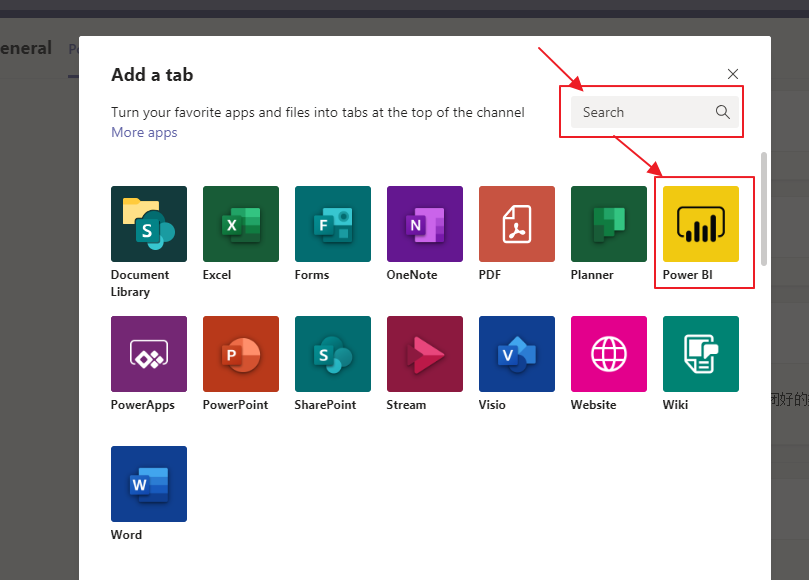 eneral
Add a tab
Turn your favorite apps and files into tabs at the top of the channel
More apps
Search
S
X
F
N
Document
Library
Excel
Forms
OneNote
PDF
Planner
Power BI
P
S
V
PowerApps
PowerPoint
SharePoint
Stream
Visio
Website
Wiki
闭好的
W
Word